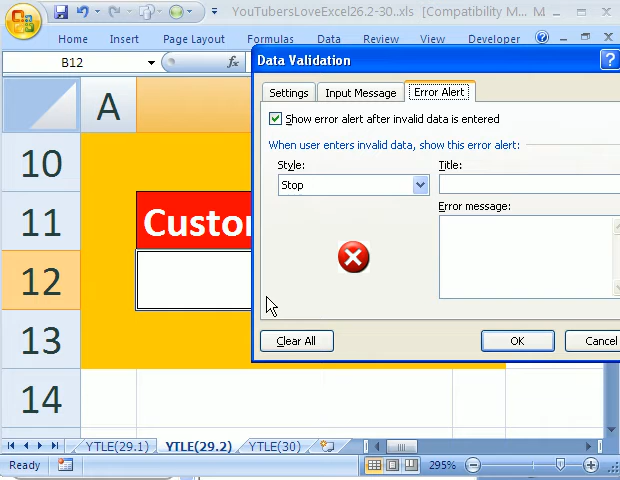 YouTubersLoveExcel26.2-30..xls [Compatibility M... M
Home Insert Page Layout Formulas Data Review View Developer
B12 fx
Data Validation ?
Settings Input Message Error Alert
Show error alert after invalid data is entered
When user enters invalid data, show this error alert:
Style: Title:
Stop
Error message:
Clear All OK Cancel
A
10
11 Custo
12
13
14
YTLE(29.1) YTLE(29.2) YTLE(30)
Ready 295%